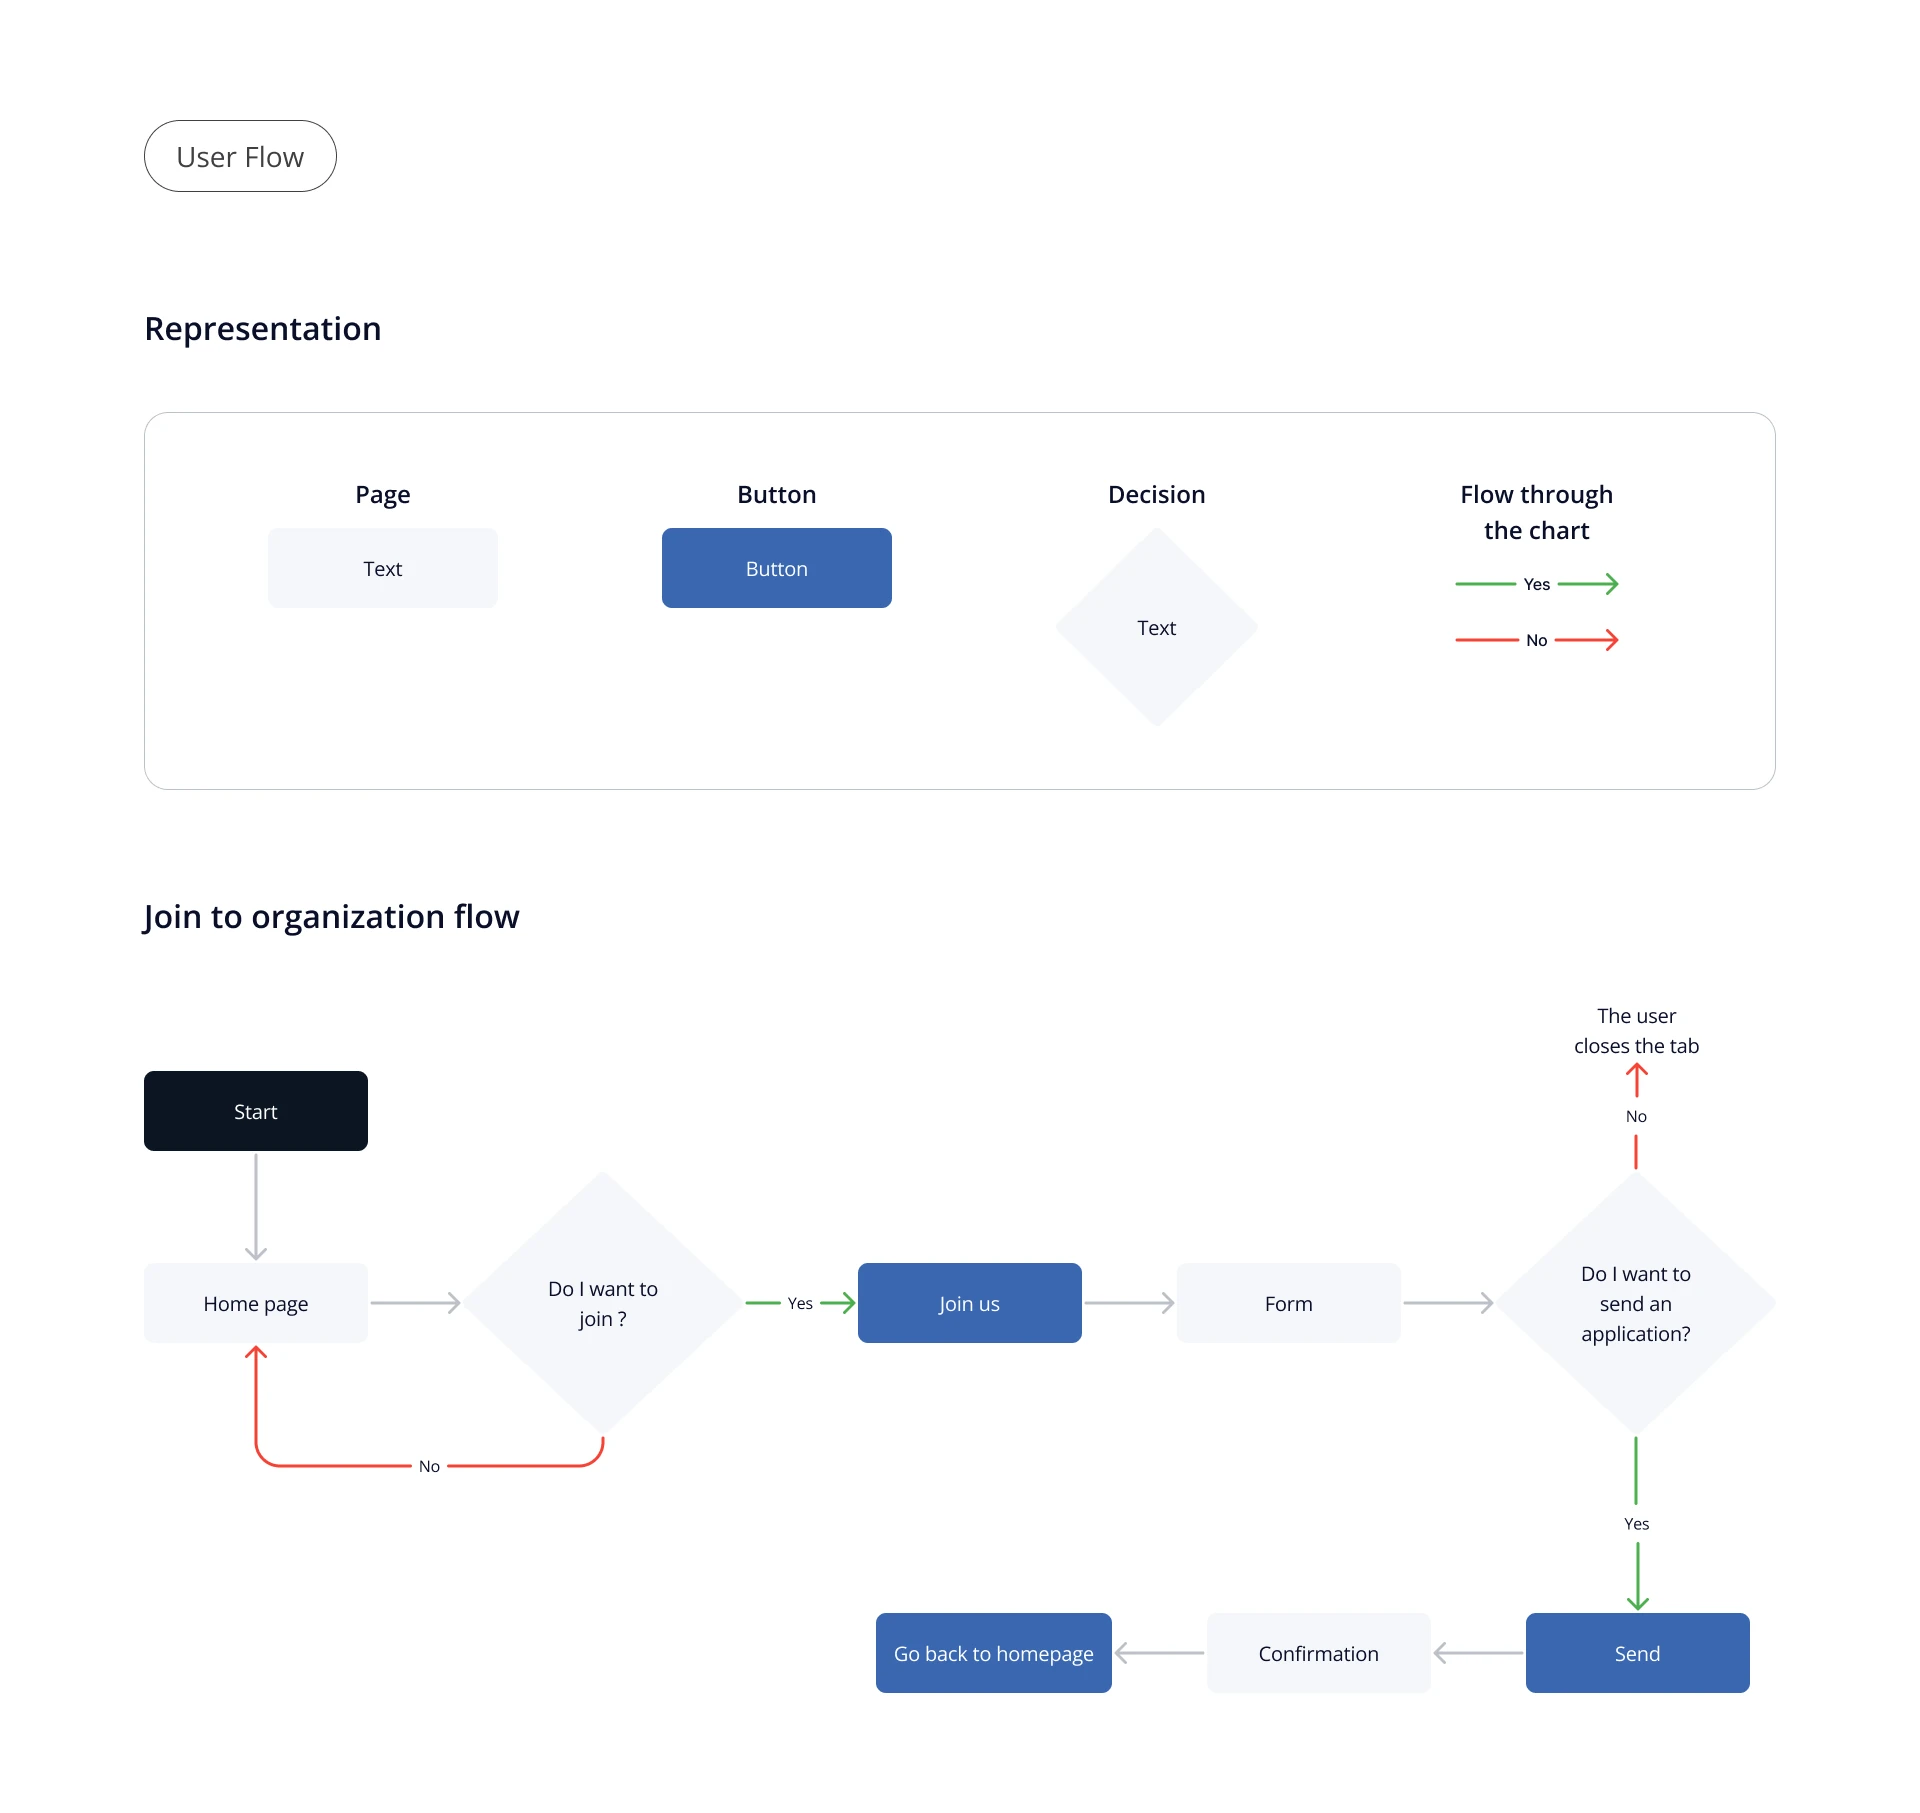 User Flow
Representation
Page
Button
Decision
Flow through
the chart
Text
Button
Text
Yes
No
Join to organization flow
The user
closes the tab
No
Start
Home page
Do I want to
join ?
Yes
Join us
Form
Do I want to
send an
application?
No
Yes
Go back to homepage
Confirmation
Send